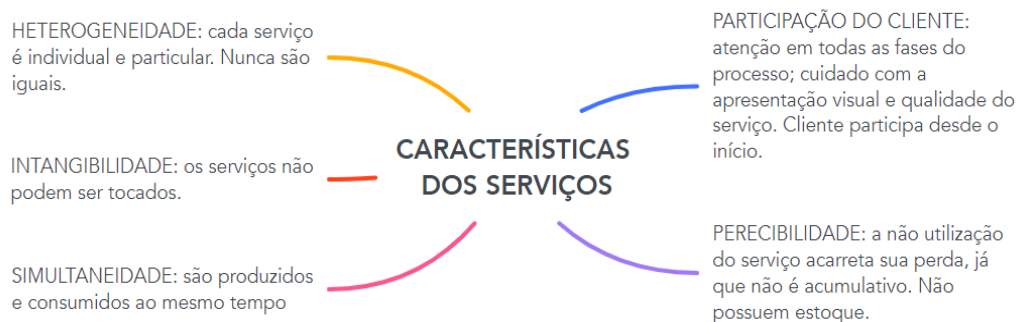 HETEROGENEIDADE: cada serviço
é individual e particular. Nunca são
iguais.
INTANGIBILIDADE: os serviços não
podem ser tocados.
SIMULTANEIDADE: são produzidos
e consumidos ao mesmo tempo
CARACTERÍSTICAS
DOS SERVIÇOS
PARTICIPAÇÃO DO CLIENTE:
atenção em todas as fases do
processo; cuidado com a
apresentação visual e qualidade do
serviço. Cliente participa desde o
início.
PERECIBILIDADE: a não utilização
do serviço acarreta sua perda, já
que não é acumulativo. Não
possuem estoque.